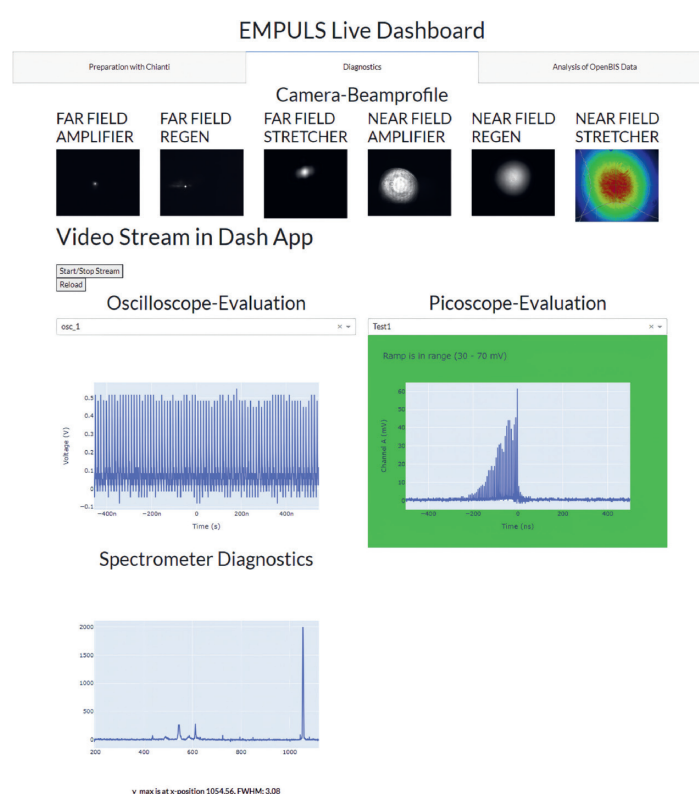 EMPULS Live Dashboard
Preparation with Chianti
Diagnostics
Analysis of OpenBIS Data
Camera-Beamprofile
FAR FIELD AMPLIFIER
FAR FIELD REGEN
FAR FIELD STRETCHER
NEAR FIELD AMPLIFIER
NEAR FIELD REGEN
NEAR FIELD STRETCHER
Video Stream in Dash App
Start/Stop Stream
Reload
Oscilloscope-Evaluation
osc_1
× ▾
0.5
0.4
0.3
0.2
0.1
0
−0.1
Voltage (V)
−400n −200n 0 200n 400n
Time (s)
Picoscope-Evaluation
Test1
× ▾
Ramp is in range (30 - 70 mV)
60
50
40
30
20
10
0
Channel A (mV)
−400 −200 0 200 400
Time (ns)
Spectrometer Diagnostics
2000
1500
1000
500
0
200 400 600 800 1000
y_max is at x-position 1054.56, FWHM: 3.08